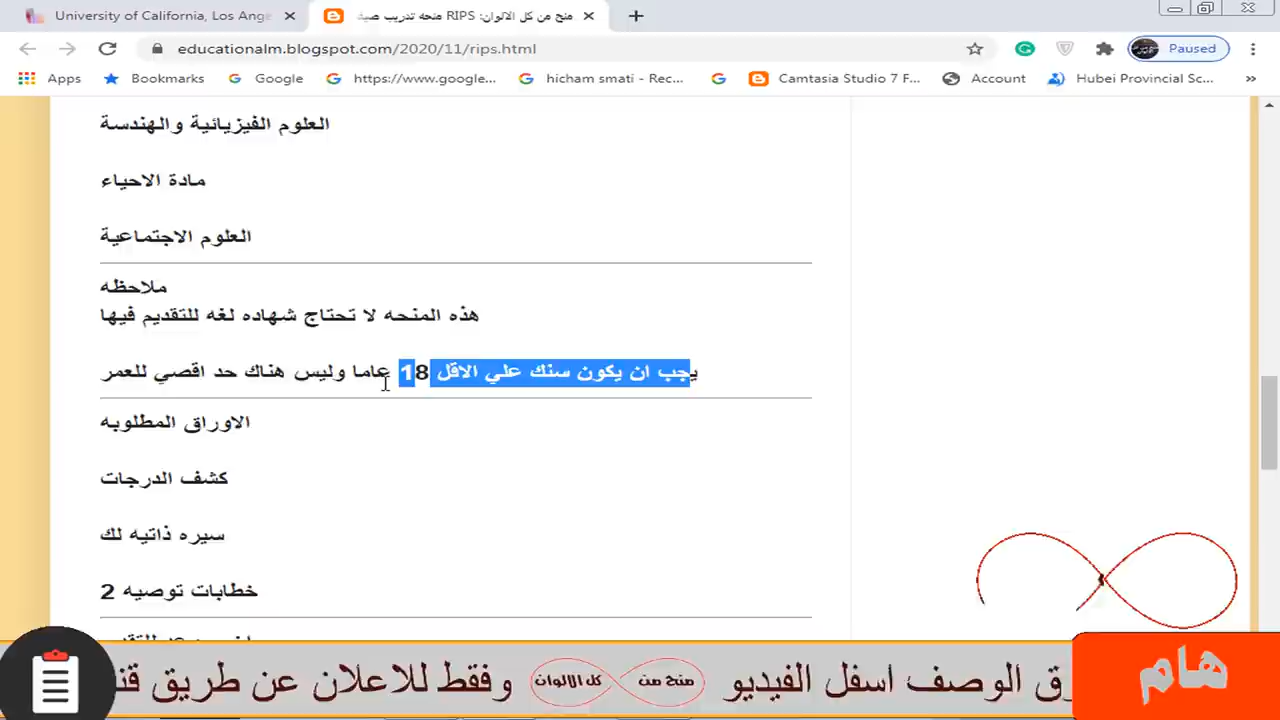 University of California, Los Ange
منح من كل الالوان: RIPS منحه تدريب صيف
educationalm.blogspot.com/2020/11/rips.html
Paused
Apps
Bookmarks
Google
https://www.google...
hicham smati - Rec...
Camtasia Studio 7 F...
Account
Hubei Provincial Sc...
»
العلوم الفيزيائية والهندسة
مادة الاحياء
العلوم الاجتماعية
ملاحظه
هذه المنحه لا تحتاج شهاده لغه للتقديم فيها
يجب ان يكون سنك علي الاقل 18 عاما وليس هناك حد اقصي للعمر
الاوراق المطلوبه
كشف الدرجات
سيره ذاتيه لك
خطابات توصيه 2
هام
الوصف اسفل الفيديو
منح من كل الالوان
وفقط للاعلان عن طريق